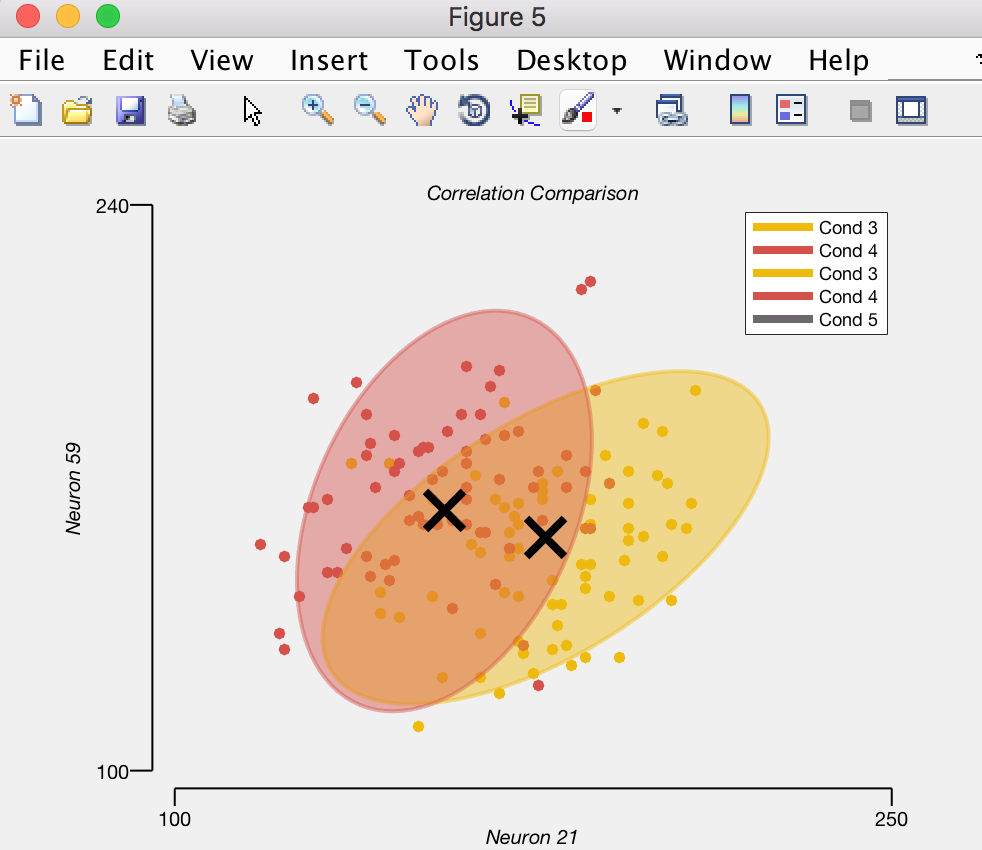 Figure 5
File Edit View Insert Tools Desktop Window Help
Correlation Comparison
240
Cond 3
Cond 4
Cond 3
Cond 4
Cond 5
Neuron 59
100
100
250
Neuron 21